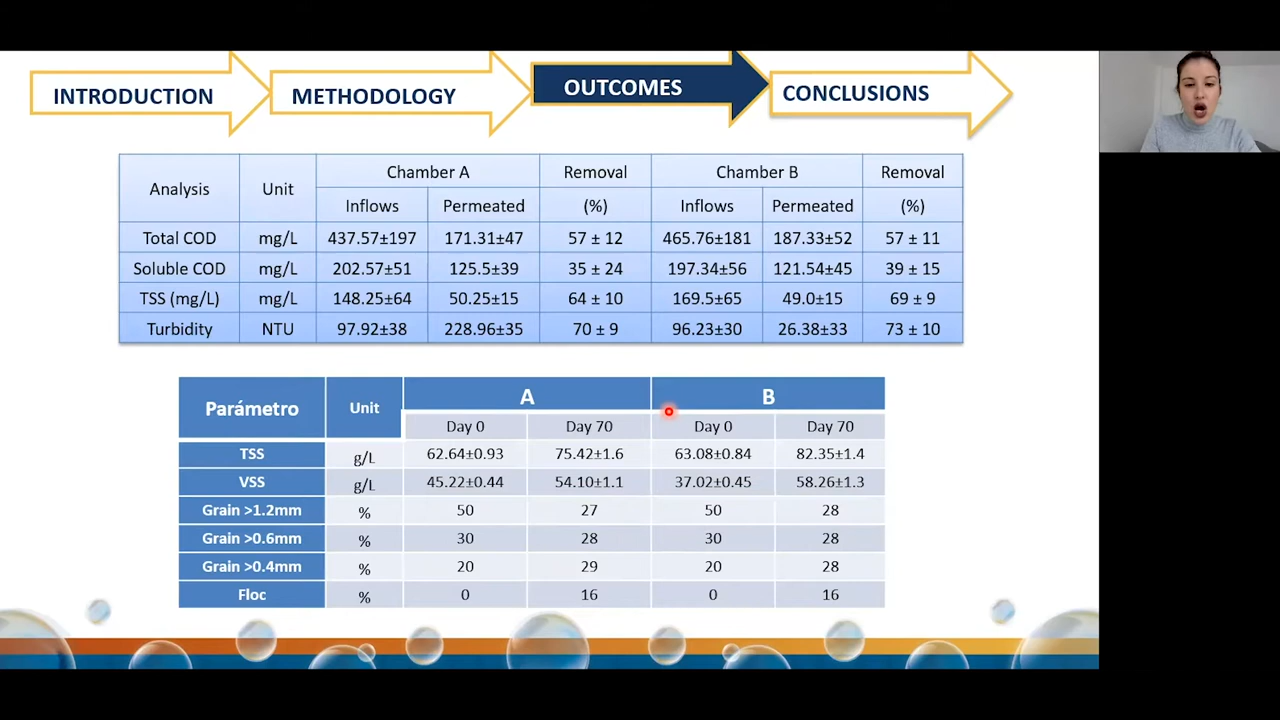 INTRODUCTION METHODOLOGY OUTCOMES CONCLUSIONS
Analysis Unit Chamber A Removal Chamber B Removal
Inflows Permeated (%) Inflows Permeated (%)
Total COD mg/L 437.57±197 171.31±47 57 ± 12 465.76±181 187.33±52 57 ± 11
Soluble COD mg/L 202.57±51 125.5±39 35 ± 24 197.34±56 121.54±45 39 ± 15
TSS (mg/L) mg/L 148.25±64 50.25±15 64 ± 10 169.5±65 49.0±15 69 ± 9
Turbidity NTU 97.92±38 228.96±35 70 ± 9 96.23±30 26.38±33 73 ± 10
Parámetro Unit A B
Day 0 Day 70 Day 0 Day 70
TSS g/L 62.64±0.93 75.42±1.6 63.08±0.84 82.35±1.4
VSS g/L 45.22±0.44 54.10±1.1 37.02±0.45 58.26±1.3
Grain >1.2mm % 50 27 50 28
Grain >0.6mm % 30 28 30 28
Grain >0.4mm % 20 29 20 28
Floc % 0 16 0 16